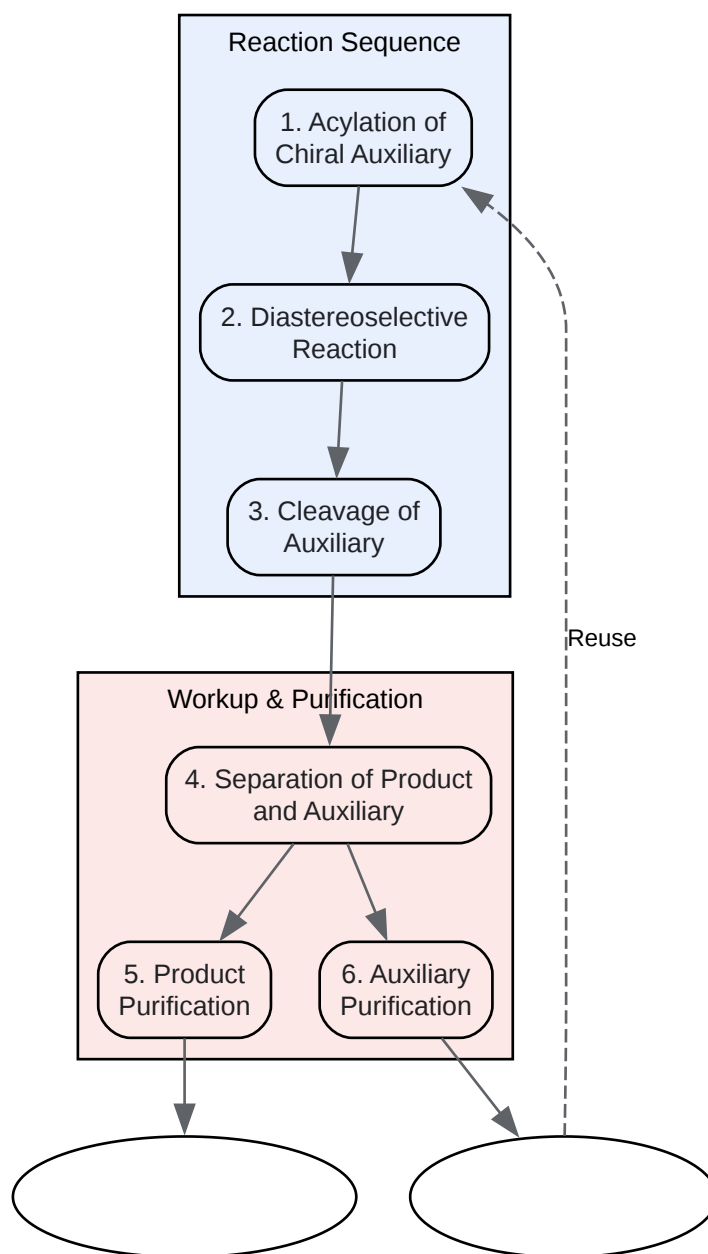 Reaction Sequence
1. Acylation of
Chiral Auxiliary
2. Diastereoselective
Reaction
3. Cleavage of
Auxiliary
Reuse
Workup & Purification
4. Separation of Product
and Auxiliary
5. Product
Purification
6. Auxiliary
Purification